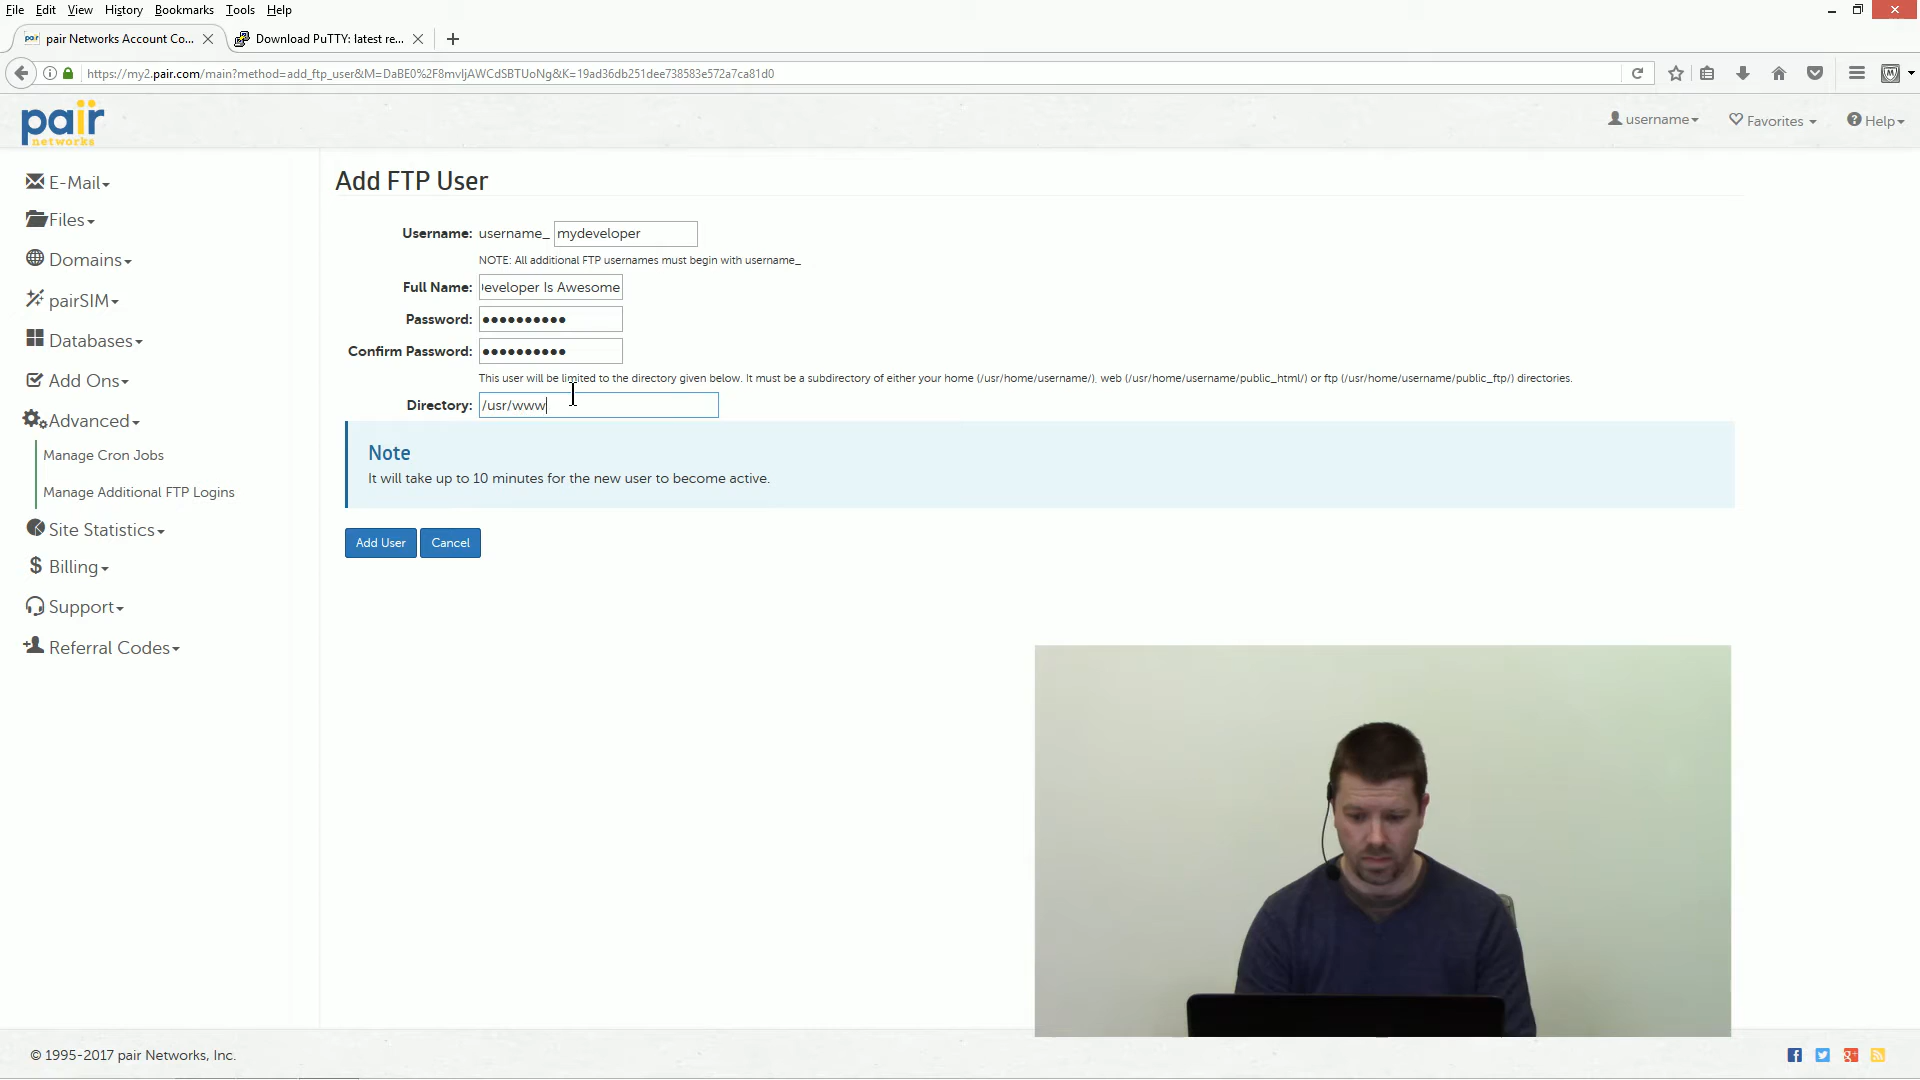 File Edit View History Bookmarks Tools Help
pair Networks Account Co... Download PuTTY: latest re...
https://my2.pair.com/main?method=add_ftp_user&M=DaBE0%2F8mvIjAWCdSBTUoNg&K=19ad36db251dee738583e572a7ca81d0
pair networks
username Favorites Help
E-Mail
Files
Domains
pairSIM
Databases
Add Ons
Advanced
Manage Cron Jobs
Manage Additional FTP Logins
Site Statistics
Billing
Support
Referral Codes
Add FTP User
Username: username_ mydeveloper
NOTE: All additional FTP usernames must begin with username_
Full Name: eveloper Is Awesome
Password: ••••••••••
Confirm Password: ••••••••••
This user will be limited to the directory given below. It must be a subdirectory of either your home (/usr/home/username/), web (/usr/home/username/public_html/) or ftp (/usr/home/username/public_ftp/) directories.
Directory: /usr/www
Note
It will take up to 10 minutes for the new user to become active.
Add User Cancel
© 1995-2017 pair Networks, Inc.